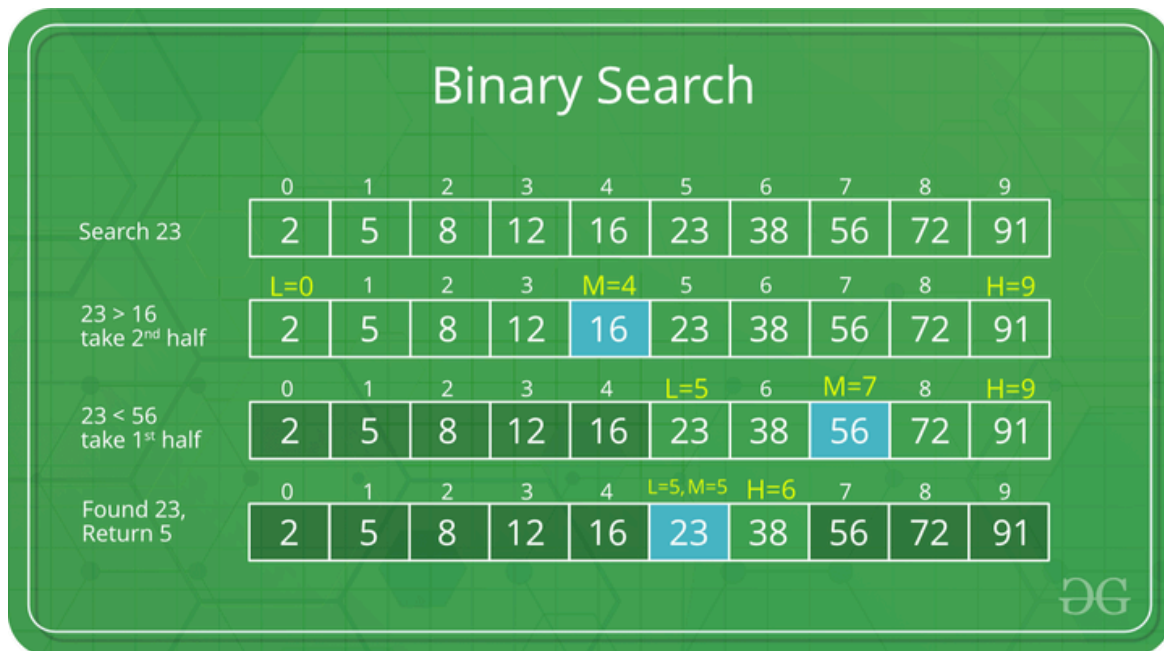 Binary Search
0 1 2 3 4 5 6 7 8 9
Search 23 2 5 8 12 16 23 38 56 72 91
L=0 1 2 3 M=4 5 6 7 8 H=9
23 > 16
take 2nd half 2 5 8 12 16 23 38 56 72 91
0 1 2 3 4 L=5 6 M=7 8 H=9
23 < 56
take 1st half 2 5 8 12 16 23 38 56 72 91
0 1 2 3 4 L=5, M=5 H=6 7 8 9
Found 23,
Return 5 2 5 8 12 16 23 38 56 72 91